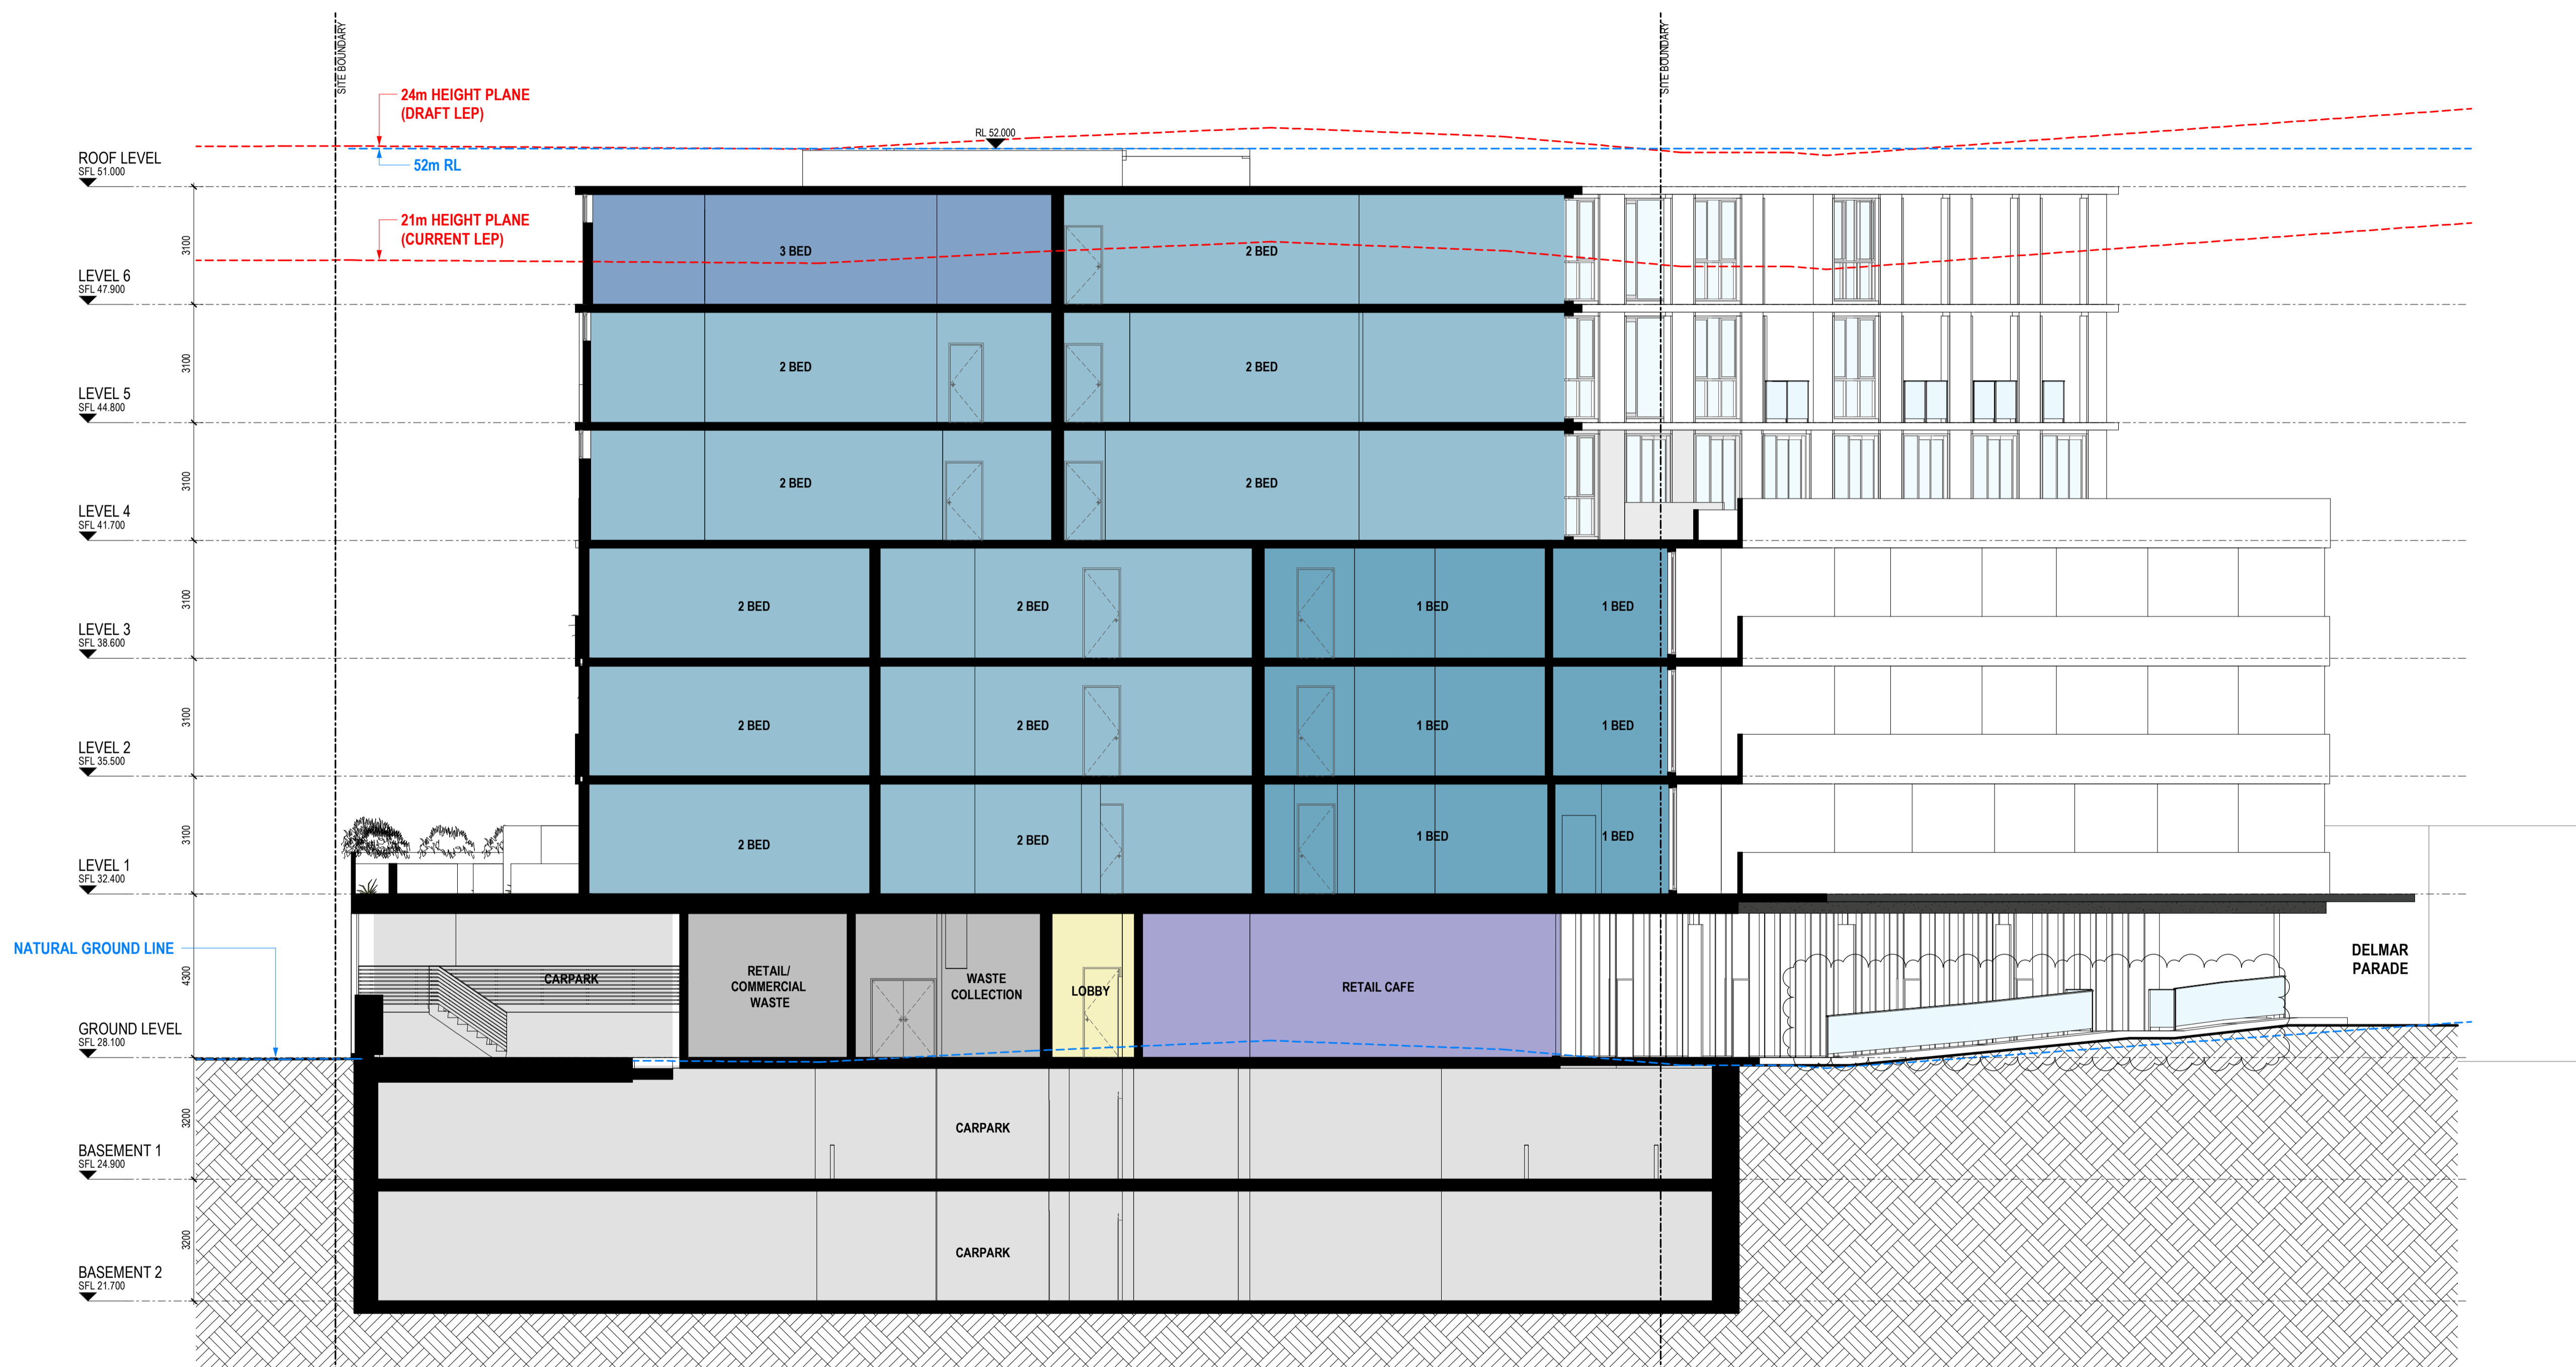 SITE BOUNDARY
SITE BOUNDARY
24m HEIGHT PLANE
(DRAFT LEP)
RL 52.000
52m RL
ROOF LEVEL
SFL 51.000
21m HEIGHT PLANE
(CURRENT LEP)
3100
3 BED
2 BED
LEVEL 6
SFL 47.900
3100
2 BED
2 BED
LEVEL 5
SFL 44.800
3100
2 BED
2 BED
LEVEL 4
SFL 41.700
3100
2 BED
2 BED
1 BED
1 BED
LEVEL 3
SFL 38.600
3100
2 BED
2 BED
1 BED
1 BED
LEVEL 2
SFL 35.500
3100
2 BED
2 BED
1 BED
1 BED
LEVEL 1
SFL 32.400
NATURAL GROUND LINE
4300
CARPARK
RETAIL/
COMMERCIAL
WASTE
WASTE
COLLECTION
LOBBY
RETAIL CAFE
DELMAR
PARADE
GROUND LEVEL
SFL 28.100
3200
CARPARK
BASEMENT 1
SFL 24.900
3200
CARPARK
BASEMENT 2
SFL 21.700